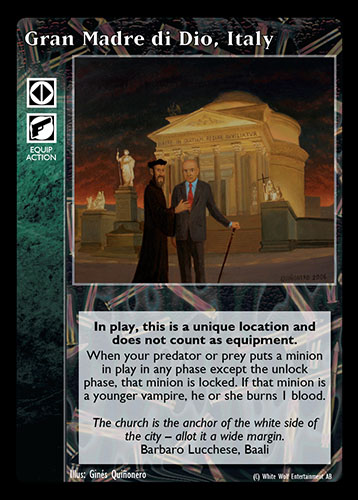 Gran Madre di Dio, Italy
EQUIP
ACTION
In play, this is a unique location and
does not count as equipment.
When your predator or prey puts a minion
in play in any phase except the unlock
phase, that minion is locked. If that minion is
a younger vampire, he or she burns 1 blood.
The church is the anchor of the white side of
the city – allot it a wide margin.
Barbaro Lucchese, Baali
Illus: Ginés Quiñonero
(C) White Wolf Entertainment AB